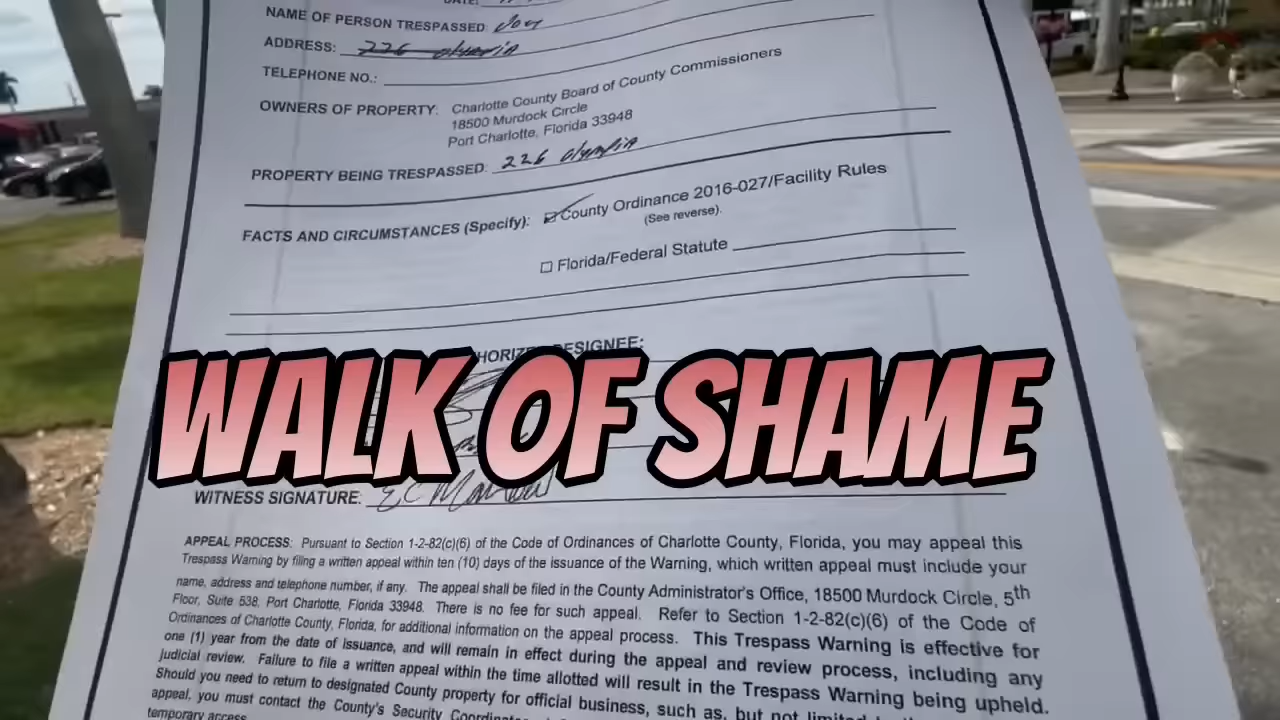 DATE:
NAME OF PERSON TRESPASSED: Joey
ADDRESS: 226 Olympia
TELEPHONE NO.:
OWNERS OF PROPERTY: Charlotte County Board of County Commissioners
18500 Murdock Circle
Port Charlotte, Florida 33948
PROPERTY BEING TRESPASSED: 226 Olympia
FACTS AND CIRCUMSTANCES (Specify): ☑ County Ordinance 2016-027/Facility Rules
(See reverse).
☐ Florida/Federal Statute
DESIGNEE:
WALK OF SHAME
WITNESS SIGNATURE:
APPEAL PROCESS: Pursuant to Section 1-2-82(c)(6) of the Code of Ordinances of Charlotte County, Florida, you may appeal this
Trespass Warning by filing a written appeal within ten (10) days of the issuance of the Warning, which written appeal must include your
name, address and telephone number, if any. The appeal shall be filed in the County Administrator's Office, 18500 Murdock Circle, 5th
Floor, Suite 538, Port Charlotte, Florida 33948. There is no fee for such appeal. Refer to Section 1-2-82(c)(6) of the Code of
Ordinances of Charlotte County, Florida, for additional information on the appeal process. This Trespass Warning is effective for
one (1) year from the date of issuance, and will remain in effect during the appeal and review process, including any
judicial review. Failure to file a written appeal within the time allotted will result in the Trespass Warning being upheld.
Should you need to return to designated County property for official business, such as, but not limited
appeal, you must contact the County's Security
temporary access